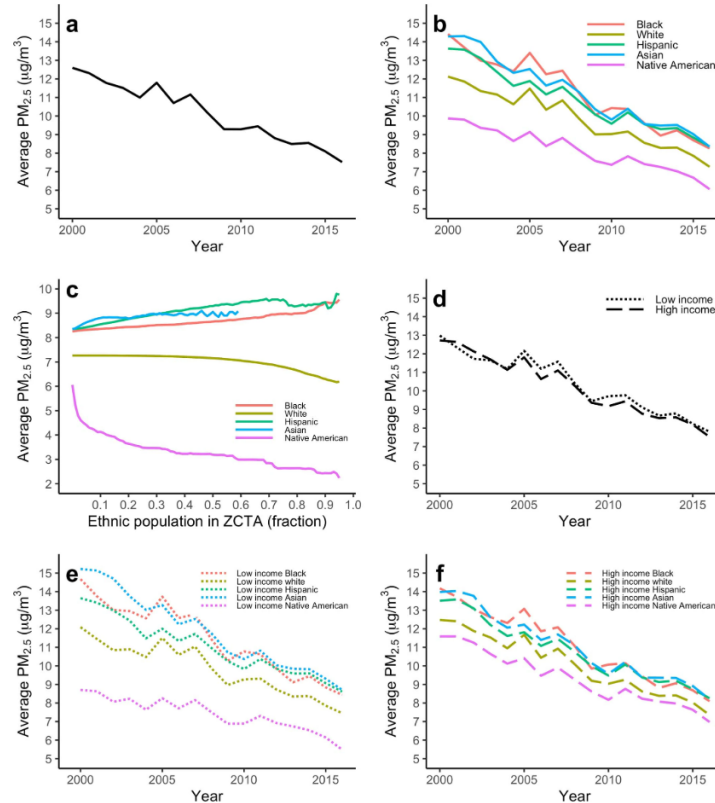 a
15
14
13
12
11
10
9
8
7
6
5
Average PM2.5 (µg/m³)
2000 2005 2010 2015
Year
b
Black
White
Hispanic
Asian
Native American
15
14
13
12
11
10
9
8
7
6
5
Average PM2.5 (µg/m³)
2000 2005 2010 2015
Year
c
10
9
8
7
6
5
4
3
2
Average PM2.5 (µg/m³)
Black
White
Hispanic
Asian
Native American
0.1 0.2 0.3 0.4 0.5 0.6 0.7 0.8 0.9 1.0
Ethnic population in ZCTA (fraction)
d
Low income
High income
15
14
13
12
11
10
9
8
7
6
5
Average PM2.5 (µg/m³)
2000 2005 2010 2015
Year
e
Low income Black
Low income white
Low income Hispanic
Low income Asian
Low income Native American
15
14
13
12
11
10
9
8
7
6
5
Average PM2.5 (µg/m³)
2000 2005 2010 2015
Year
f
High income Black
High income white
High income Hispanic
High income Asian
High income Native American
15
14
13
12
11
10
9
8
7
6
5
Average PM2.5 (µg/m³)
2000 2005 2010 2015
Year